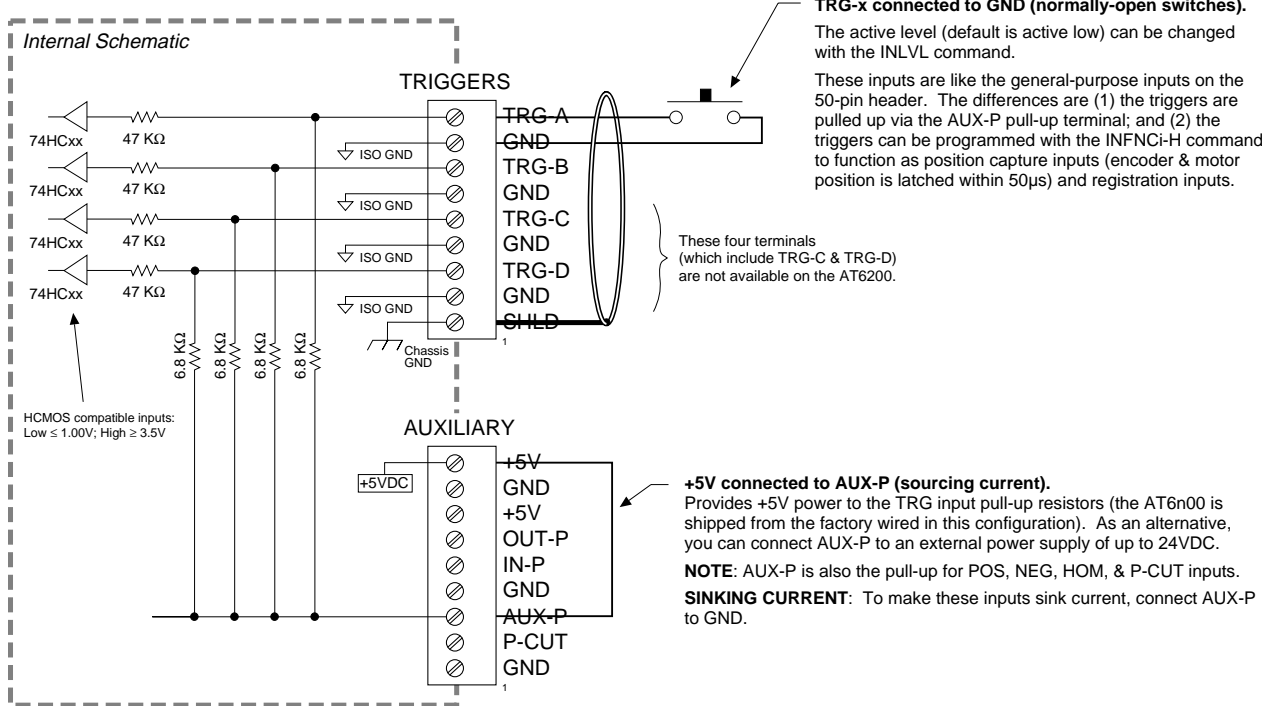 TRG-x connected to GND (normally-open switches).
The active level (default is active low) can be changed
with the INLVL command.
These inputs are like the general-purpose inputs on the
50-pin header. The differences are (1) the triggers are
pulled up via the AUX-P pull-up terminal; and (2) the
triggers can be programmed with the INFNCi-H command
to function as position capture inputs (encoder & motor
position is latched within 50µs) and registration inputs.
Internal Schematic
TRIGGERS
TRG-A
GND
TRG-B
GND
TRG-C
GND
TRG-D
GND
SHLD
1
74HCxx
47 KΩ
ISO GND
74HCxx
47 KΩ
ISO GND
74HCxx
47 KΩ
ISO GND
74HCxx
47 KΩ
ISO GND
Chassis
GND
6.8 KΩ
6.8 KΩ
6.8 KΩ
6.8 KΩ
These four terminals
(which include TRG-C & TRG-D)
are not available on the AT6200.
HCMOS compatible inputs:
Low ≤ 1.00V; High ≥ 3.5V
AUXILIARY
+5VDC
+5V
GND
+5V
OUT-P
IN-P
GND
AUX-P
P-CUT
GND
1
+5V connected to AUX-P (sourcing current).
Provides +5V power to the TRG input pull-up resistors (the AT6n00 is
shipped from the factory wired in this configuration). As an alternative,
you can connect AUX-P to an external power supply of up to 24VDC.
NOTE: AUX-P is also the pull-up for POS, NEG, HOM, & P-CUT inputs.
SINKING CURRENT: To make these inputs sink current, connect AUX-P
to GND.